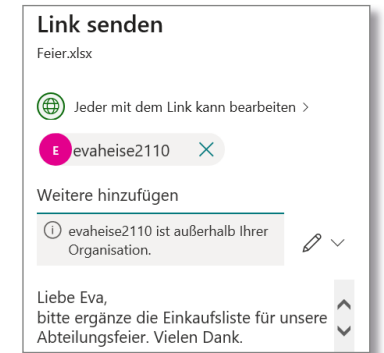 Link senden
Feier.xlsx
Jeder mit dem Link kann bearbeiten >
E evaheise2110 X
Weitere hinzufügen
i evaheise2110 ist außerhalb Ihrer
Organisation.
Liebe Eva,
bitte ergänze die Einkaufsliste für unsere
Abteilungsfeier. Vielen Dank.